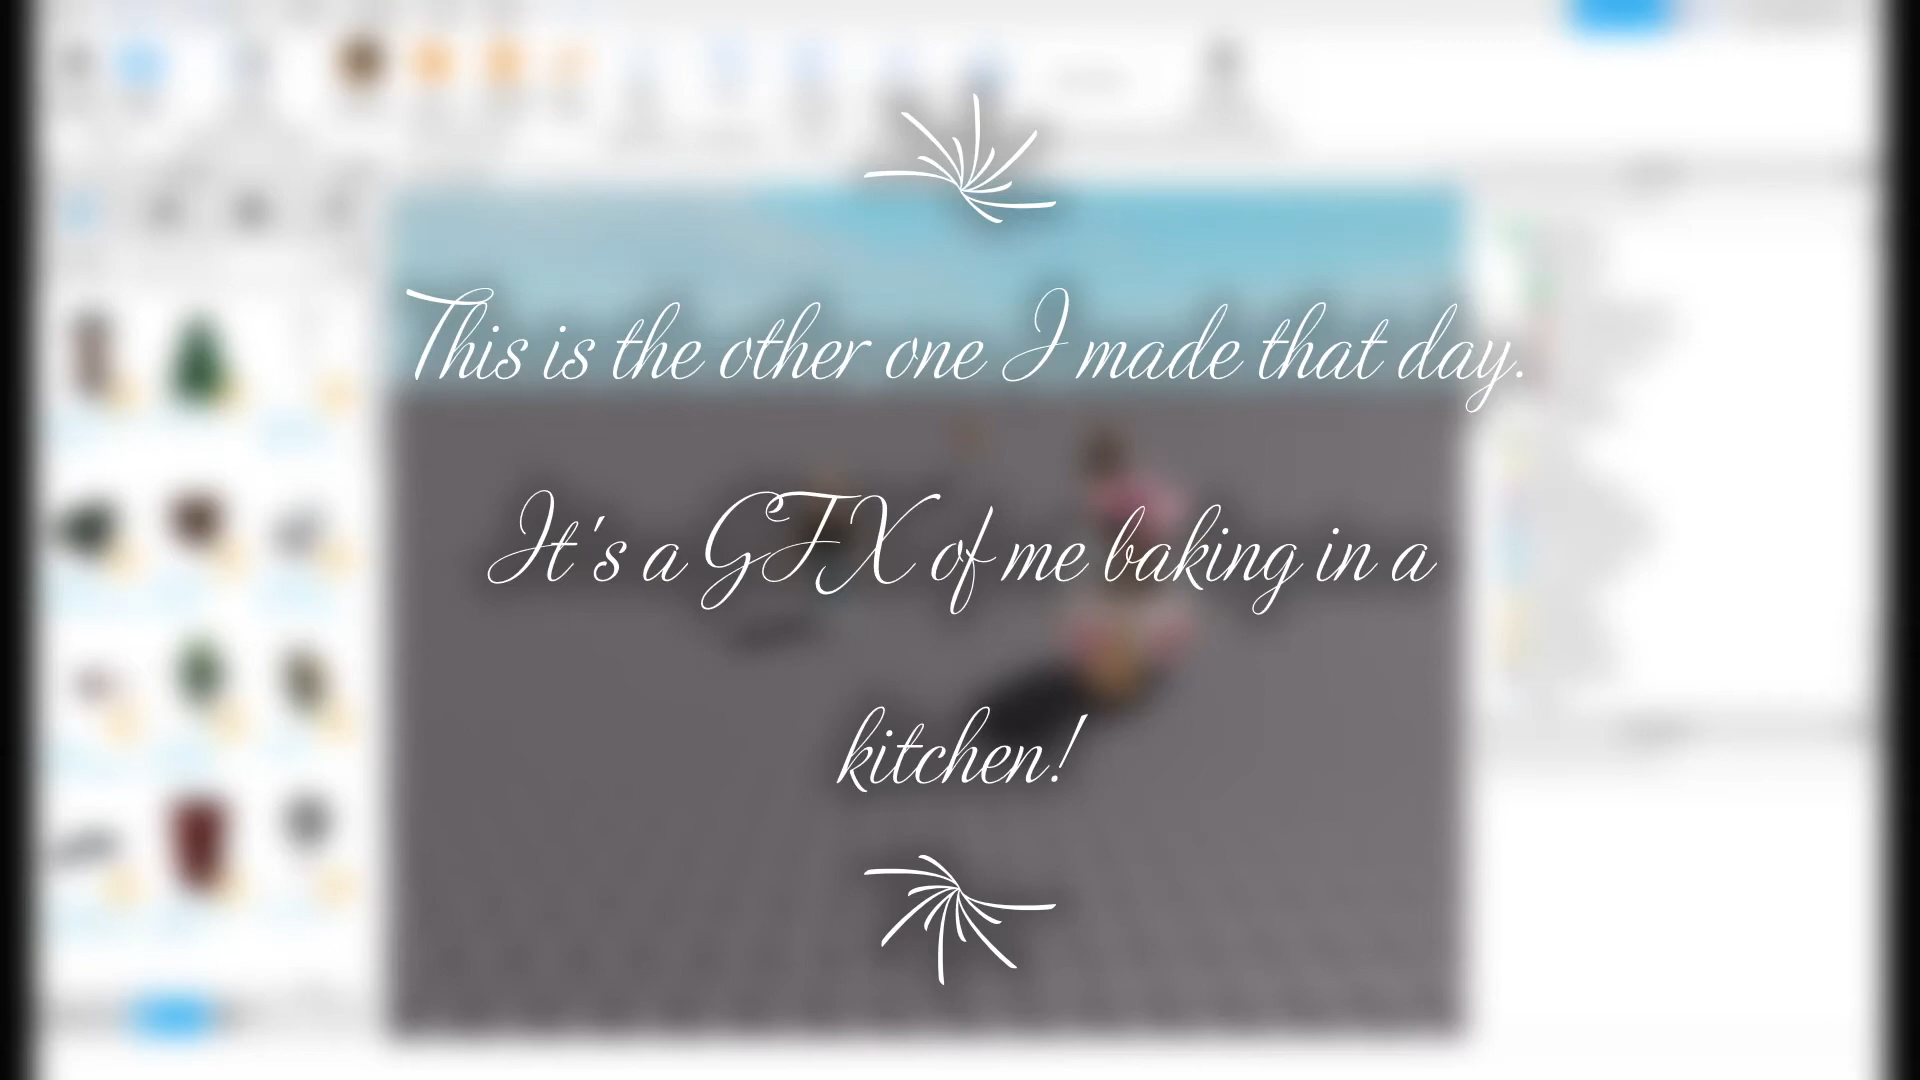 This is the other one I made that day.
It's a GFX of me baking in a
kitchen!